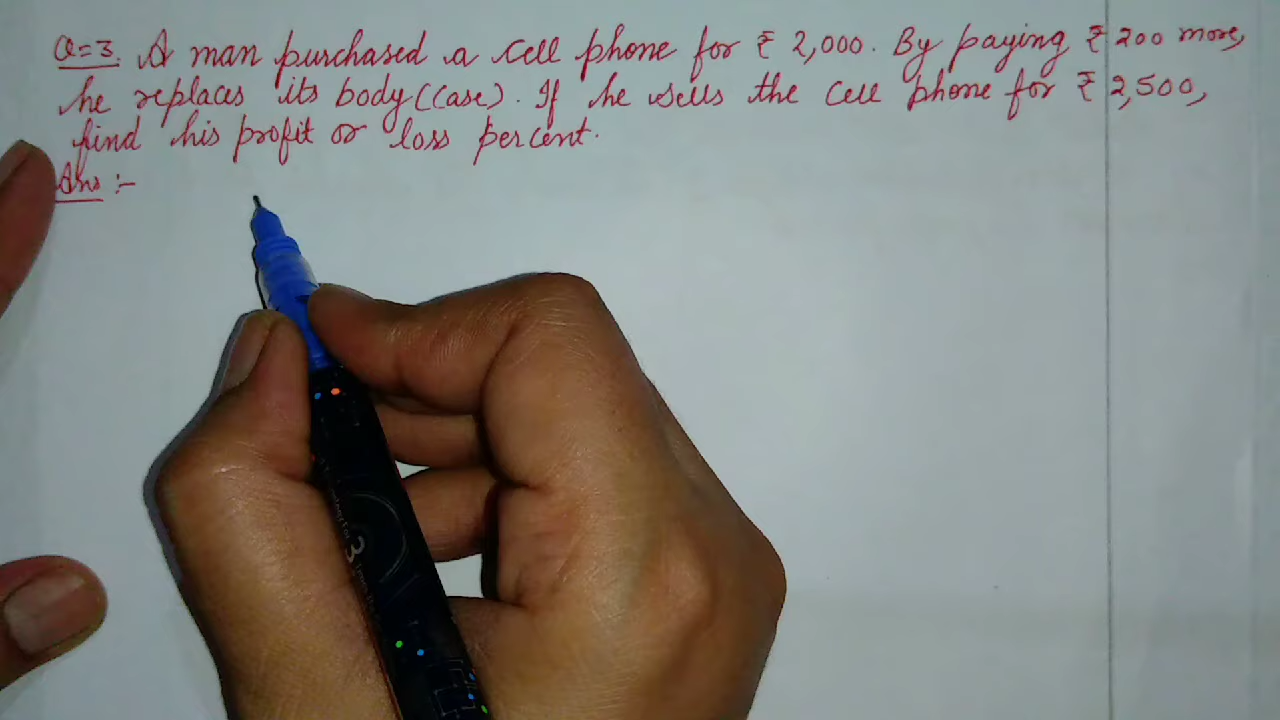 Q=3. A man purchased a cell phone for ₹ 2,000. By paying ₹ 200 more,
he replaces its body (case). If he sells the cell phone for ₹ 2,500,
find his profit or loss percent.
Ans :-
3